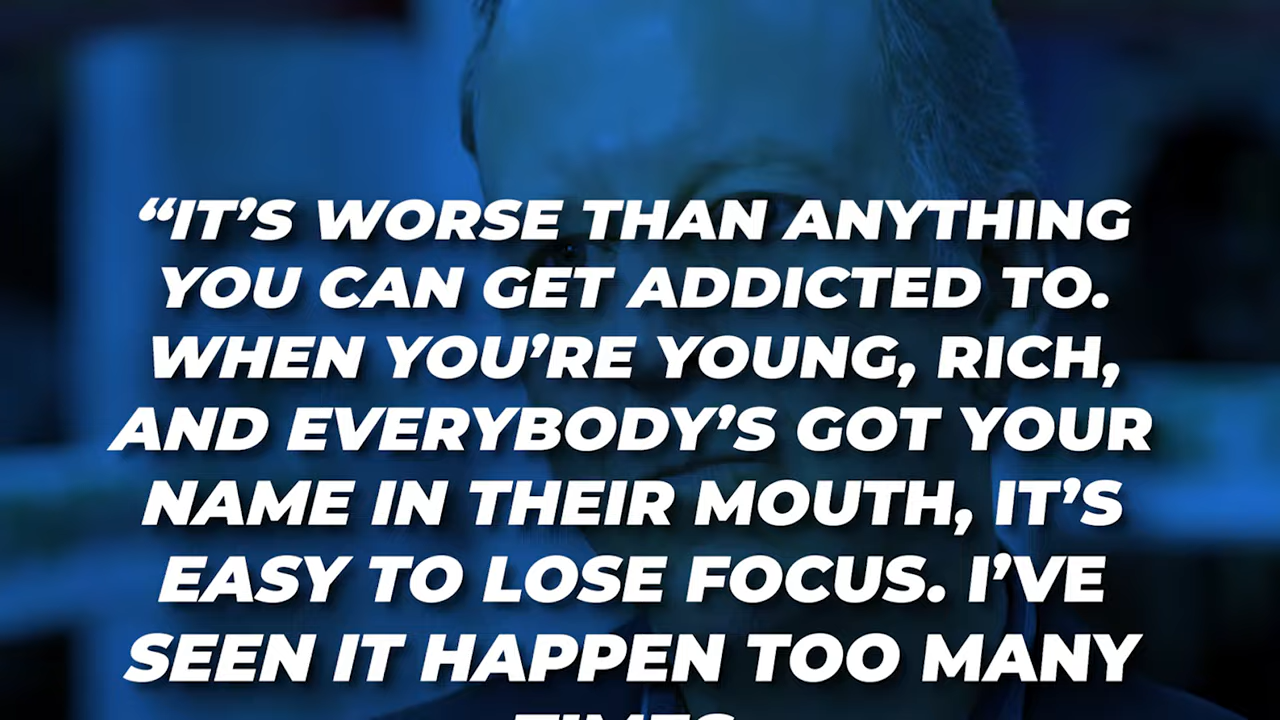 “IT’S WORSE THAN ANYTHING
YOU CAN GET ADDICTED TO.
WHEN YOU’RE YOUNG, RICH,
AND EVERYBODY’S GOT YOUR
NAME IN THEIR MOUTH, IT’S
EASY TO LOSE FOCUS. I’VE
SEEN IT HAPPEN TOO MANY